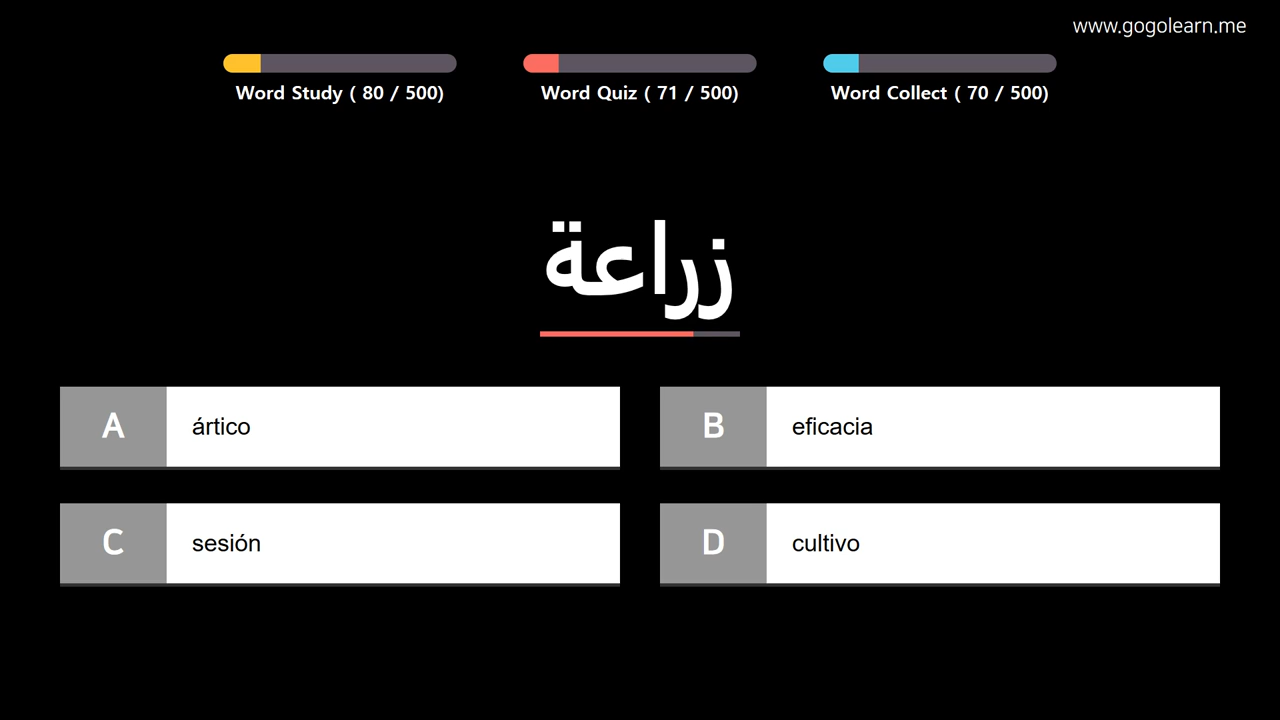 www.gogolearn.me
Word Study ( 80 / 500)
Word Quiz ( 71 / 500)
Word Collect ( 70 / 500)
زراعة
A
ártico
B
eficacia
C
sesión
D
cultivo